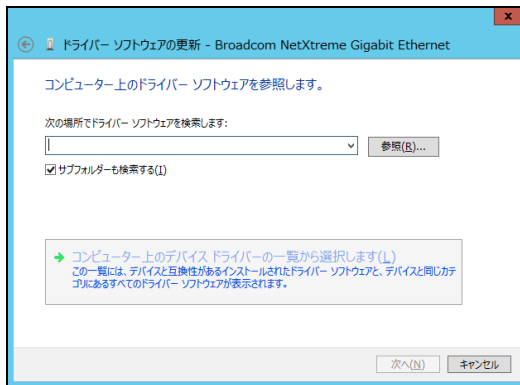 x
ドライバー ソフトウェアの更新 - Broadcom NetXtreme Gigabit Ethernet
コンピューター上のドライバー ソフトウェアを参照します。
次の場所でドライバー ソフトウェアを検索します:
参照(R)...
サブフォルダーも検索する(I)
コンピューター上のデバイス ドライバーの一覧から選択します(L)
この一覧には、デバイスと互換性があるインストールされたドライバー ソフトウェアと、デバイスと同じカテ
ゴリにあるすべてのドライバー ソフトウェアが表示されます。
次へ(N)
キャンセル